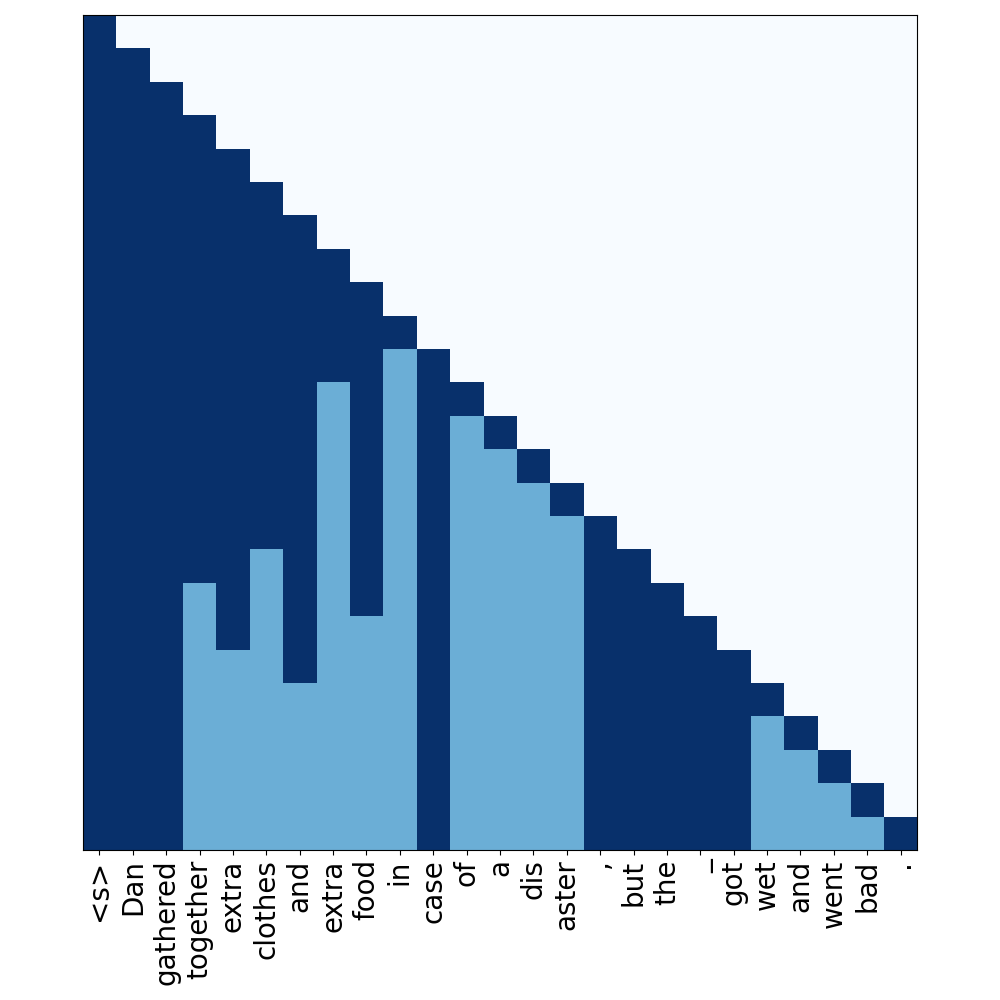 <s> Dan gathered together extra clothes and extra food in case of a dis aster , but the _ got wet and went bad .